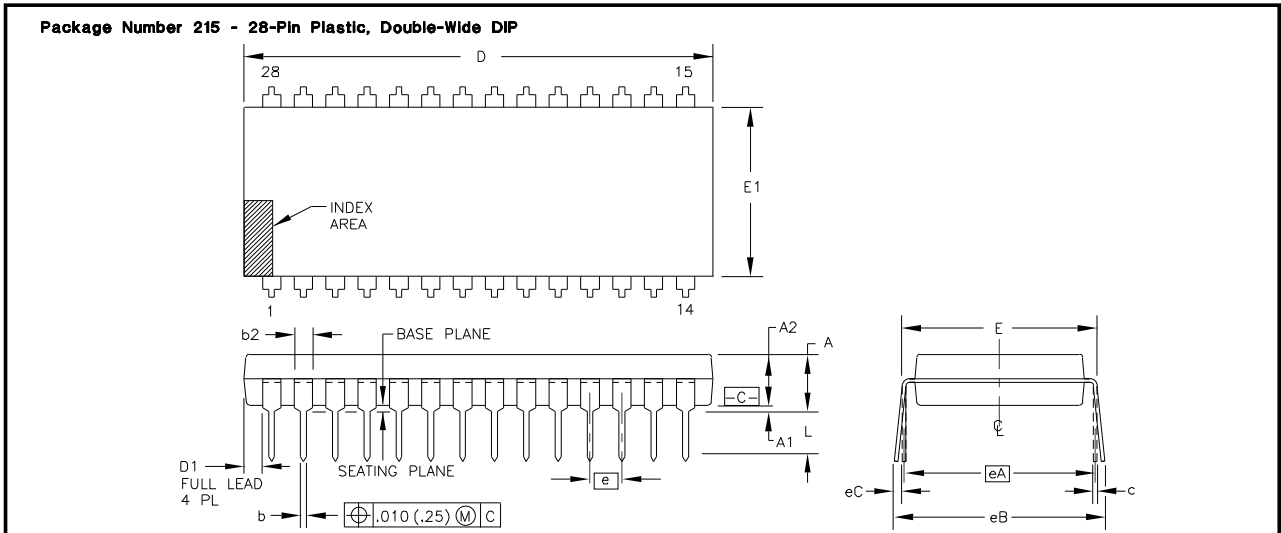 Package Number 215 - 28-Pin Plastic, Double-Wide DIP
D
28
15
E1
INDEX
AREA
1
14
b2
BASE PLANE
A2
A
E
-C-
A1
L
℄
D1
FULL LEAD
4 PL
SEATING PLANE
e
eA
eC
c
b
⌖ .010 (.25) Ⓜ C
eB